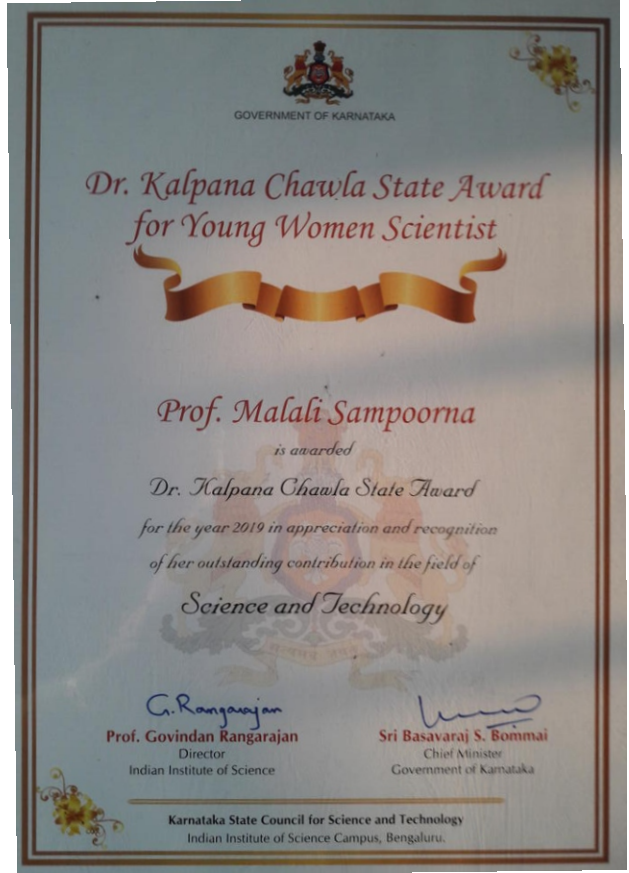 GOVERNMENT OF KARNATAKA
Dr. Kalpana Chawla State Award
for Young Women Scientist
Prof. Malali Sampoorna
is awarded
Dr. Kalpana Chawla State Award
for the year 2019 in appreciation and recognition
of her outstanding contribution in the field of
Science and Technology
G. Rangarajan
Prof. Govindan Rangarajan
Director
Indian Institute of Science
Sri Basavaraj S. Bommai
Chief Minister
Government of Karnataka
Karnataka State Council for Science and Technology
Indian Institute of Science Campus, Bengaluru.